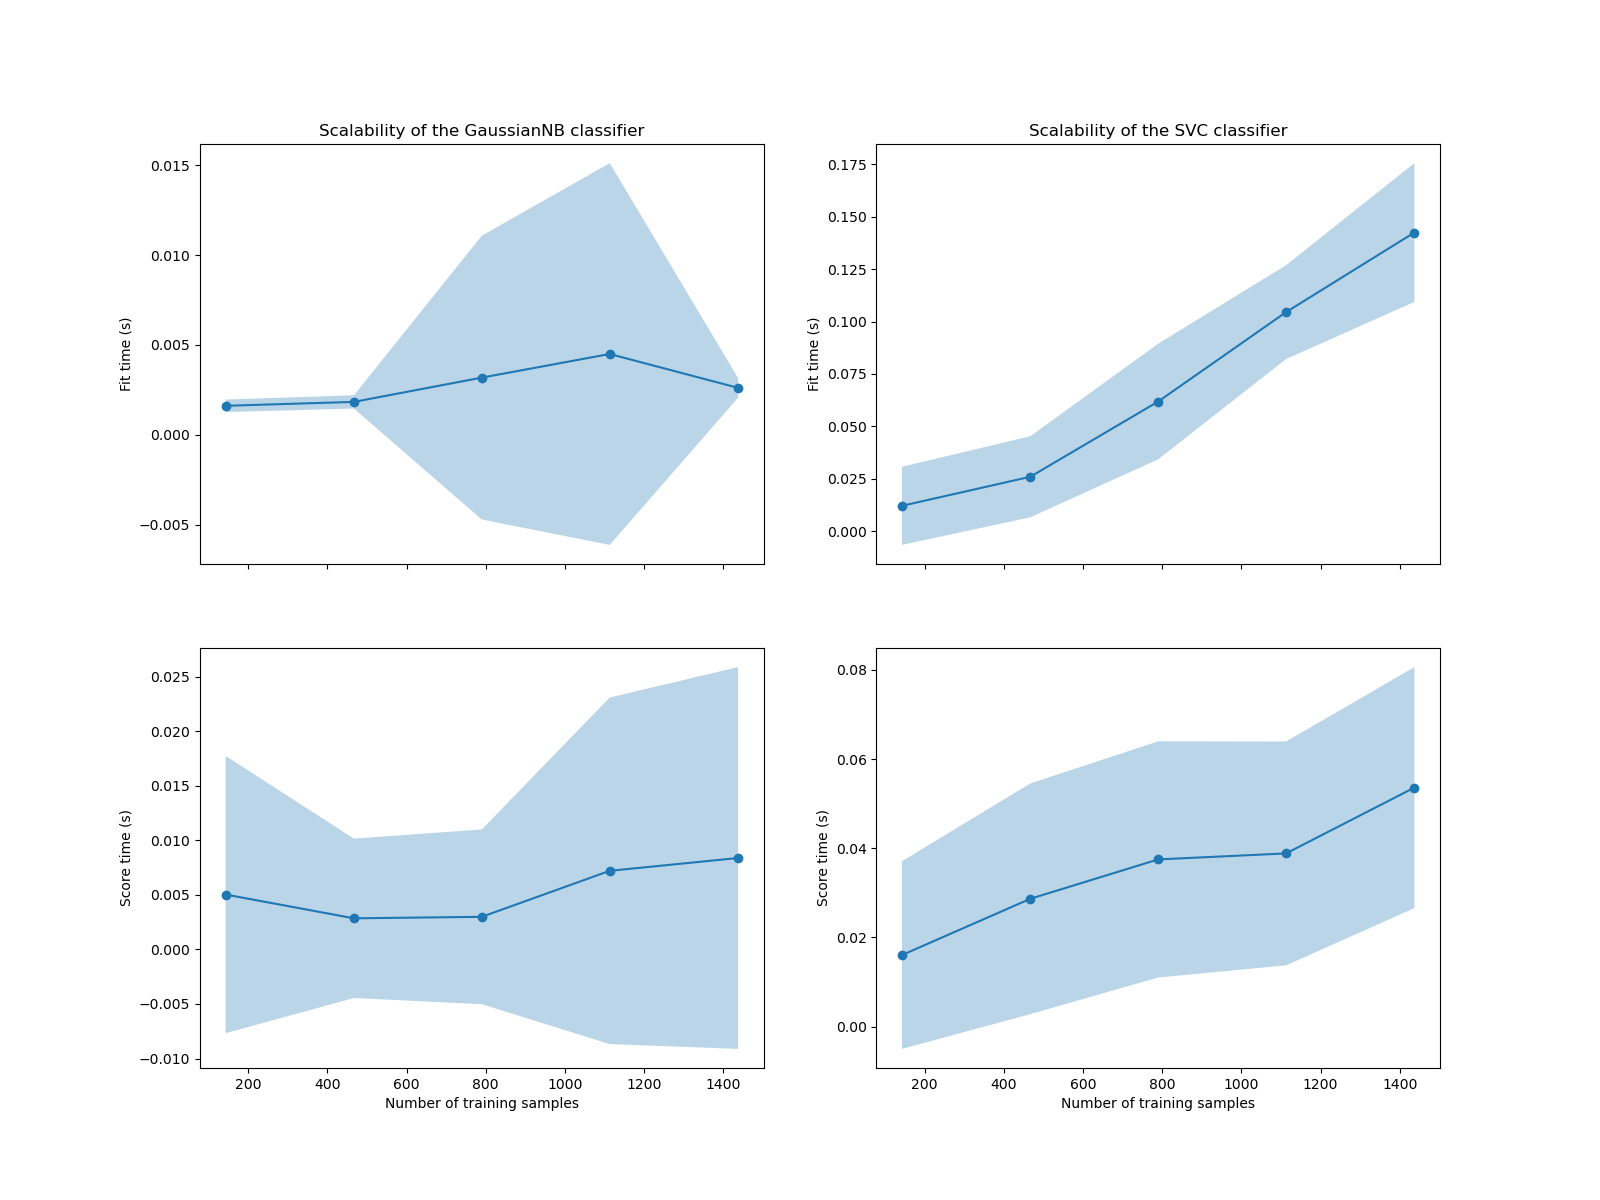 Scalability of the GaussianNB classifier
0.015
0.010
0.005
0.000
−0.005
Fit time (s)
Scalability of the SVC classifier
0.175
0.150
0.125
0.100
0.075
0.050
0.025
0.000
Fit time (s)
0.025
0.020
0.015
0.010
0.005
0.000
−0.005
−0.010
Score time (s)
200 400 600 800 1000 1200 1400
Number of training samples
0.08
0.06
0.04
0.02
0.00
Score time (s)
200 400 600 800 1000 1200 1400
Number of training samples